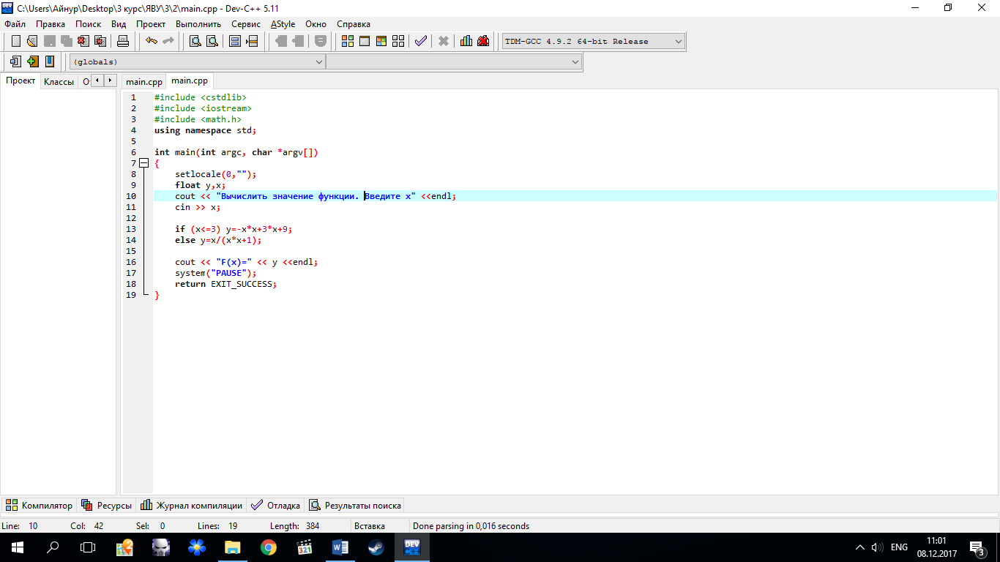 C:\Users\Айнур\Desktop\3 курс\ЯВУ\3\2\main.cpp - Dev-C++ 5.11
Файл Правка Поиск Вид Проект Выполнить Сервис AStyle Окно Справка
TDM-GCC 4.9.2 64-bit Release
(globals)
Проект Классы О main.cpp main.cpp
1 #include <cstdlib>
2 #include <iostream>
3 #include <math.h>
4 using namespace std;
5
6 int main(int argc, char *argv[])
7 {
8 setlocale(0,"");
9 float y,x;
10 cout << "Вычислить значение функции. Введите x" <<endl;
11 cin >> x;
12
13 if (x<=3) y=-x*x+3*x+9;
14 else y=x/(x*x+1);
15
16 cout << "F(x)=" << y <<endl;
17 system("PAUSE");
18 return EXIT_SUCCESS;
19 }
Компилятор Ресурсы Журнал компиляции Отладка Результаты поиска
Line: 10 Col: 42 Sel: 0 Lines: 19 Length: 384 Вставка Done parsing in 0,016 seconds
2 321 W DEV C++ ENG 11:01
08.12.2017 3